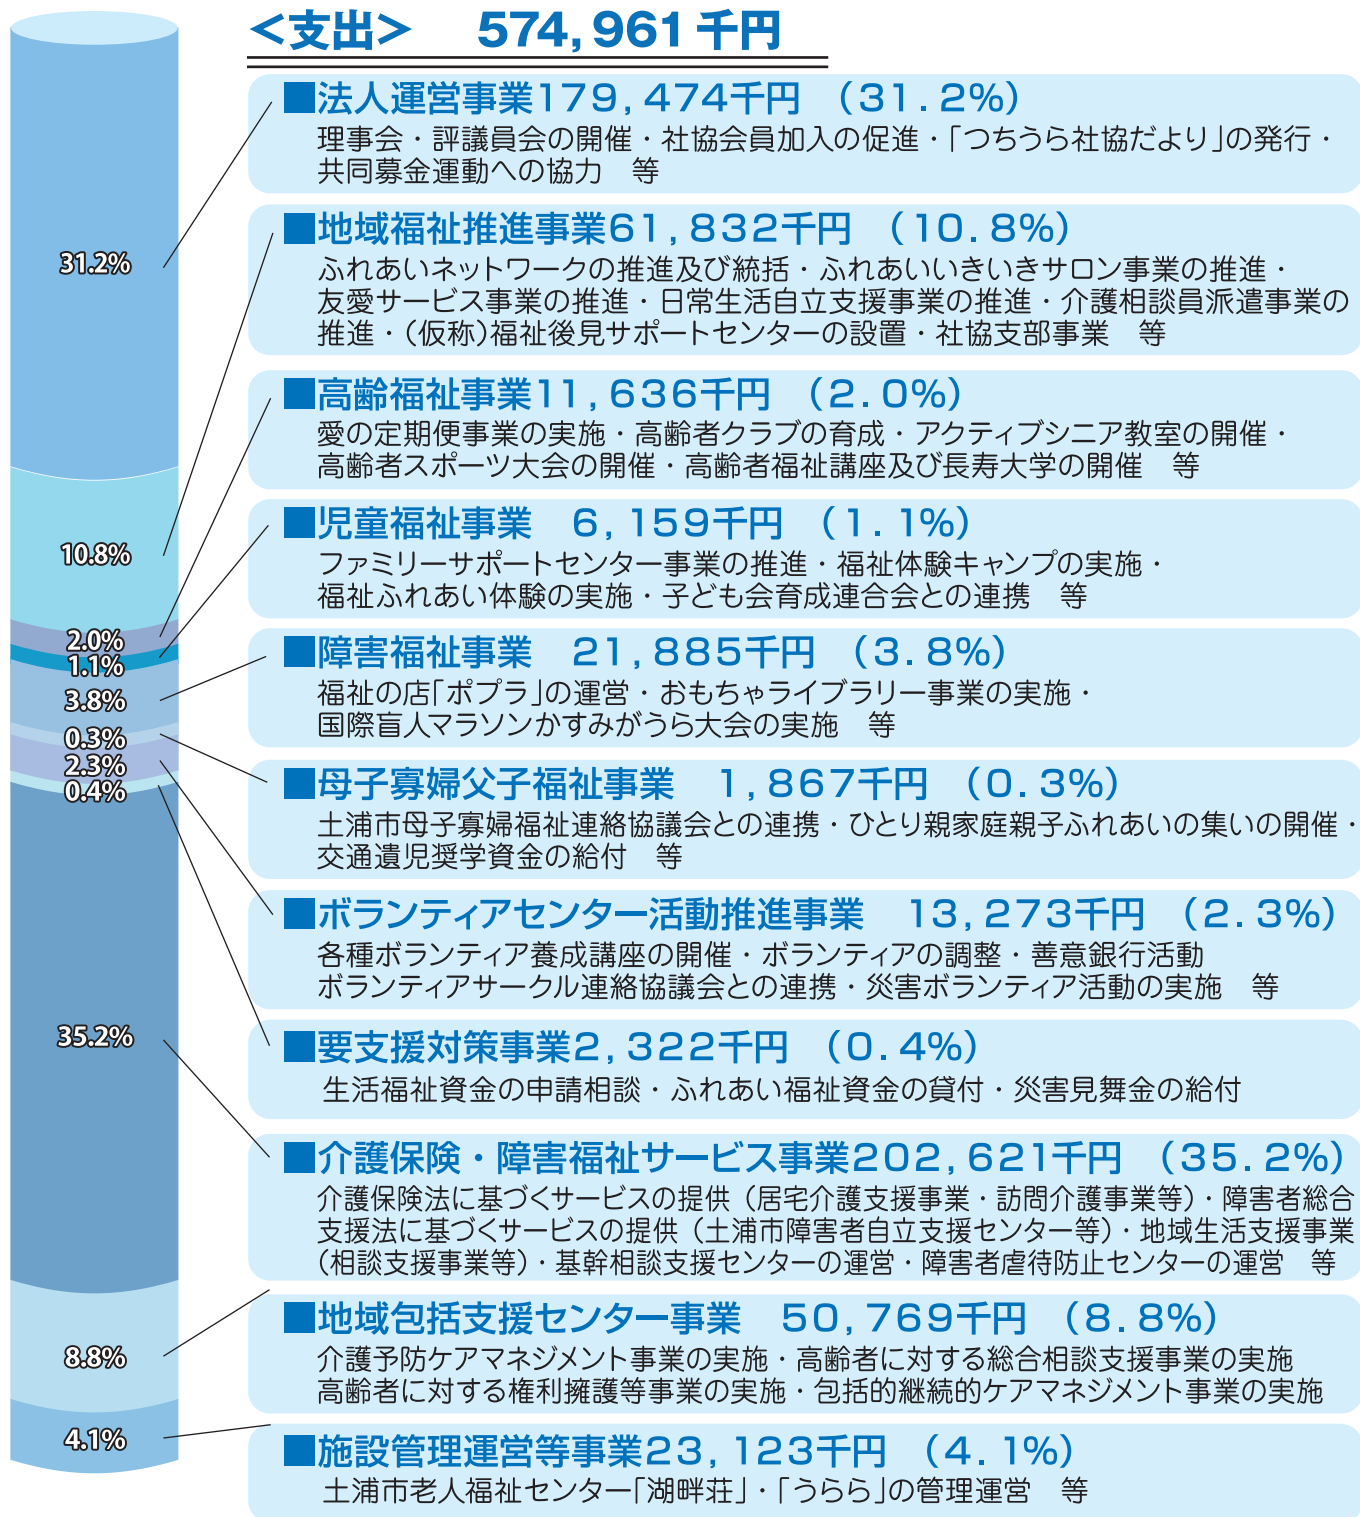 ＜支出＞　574,961千円
■法人運営事業179,474千円　（31.2%）
理事会・評議員会の開催・社協会員加入の促進・「つちうら社協だより」の発行・
共同募金運動への協力　等
■地域福祉推進事業61,832千円　（10.8%）
ふれあいネットワークの推進及び統括・ふれあいいきいきサロン事業の推進・
友愛サービス事業の推進・日常生活自立支援事業の推進・介護相談員派遣事業の
推進・（仮称）福祉後見サポートセンターの設置・社協支部事業　等
■高齢福祉事業11,636千円　（2.0%）
愛の定期便事業の実施・高齢者クラブの育成・アクティブシニア教室の開催・
高齢者スポーツ大会の開催・高齢者福祉講座及び長寿大学の開催　等
■児童福祉事業　6,159千円　（1.1%）
ファミリーサポートセンター事業の推進・福祉体験キャンプの実施・
福祉ふれあい体験の実施・子ども会育成連合会との連携　等
■障害福祉事業　21,885千円　（3.8%）
福祉の店「ポプラ」の運営・おもちゃライブラリー事業の実施・
国際盲人マラソンかすみがうら大会の実施　等
■母子寡婦父子福祉事業　1,867千円　（0.3%）
土浦市母子寡婦福祉連絡協議会との連携・ひとり親家庭親子ふれあいの集いの開催・
交通遺児奨学資金の給付　等
■ボランティアセンター活動推進事業　13,273千円　（2.3%）
各種ボランティア養成講座の開催・ボランティアの調整・善意銀行活動
ボランティアサークル連絡協議会との連携・災害ボランティア活動の実施　等
■要支援対策事業2,322千円　（0.4%）
生活福祉資金の申請相談・ふれあい福祉資金の貸付・災害見舞金の給付
■介護保険・障害福祉サービス事業202,621千円　（35.2%）
介護保険法に基づくサービスの提供（居宅介護支援事業・訪問介護事業等）・障害者総合
支援法に基づくサービスの提供（土浦市障害者自立支援センター等）・地域生活支援事業
（相談支援事業等）・基幹相談支援センターの運営・障害者虐待防止センターの運営　等
■地域包括支援センター事業　50,769千円　（8.8%）
介護予防ケアマネジメント事業の実施・高齢者に対する総合相談支援事業の実施
高齢者に対する権利擁護等事業の実施・包括的継続的ケアマネジメント事業の実施
■施設管理運営等事業23,123千円　（4.1%）
土浦市老人福祉センター「湖畔荘」・「うらら」の管理運営　等
31.2%
10.8%
2.0%
1.1%
3.8%
0.3%
2.3%
0.4%
35.2%
8.8%
4.1%